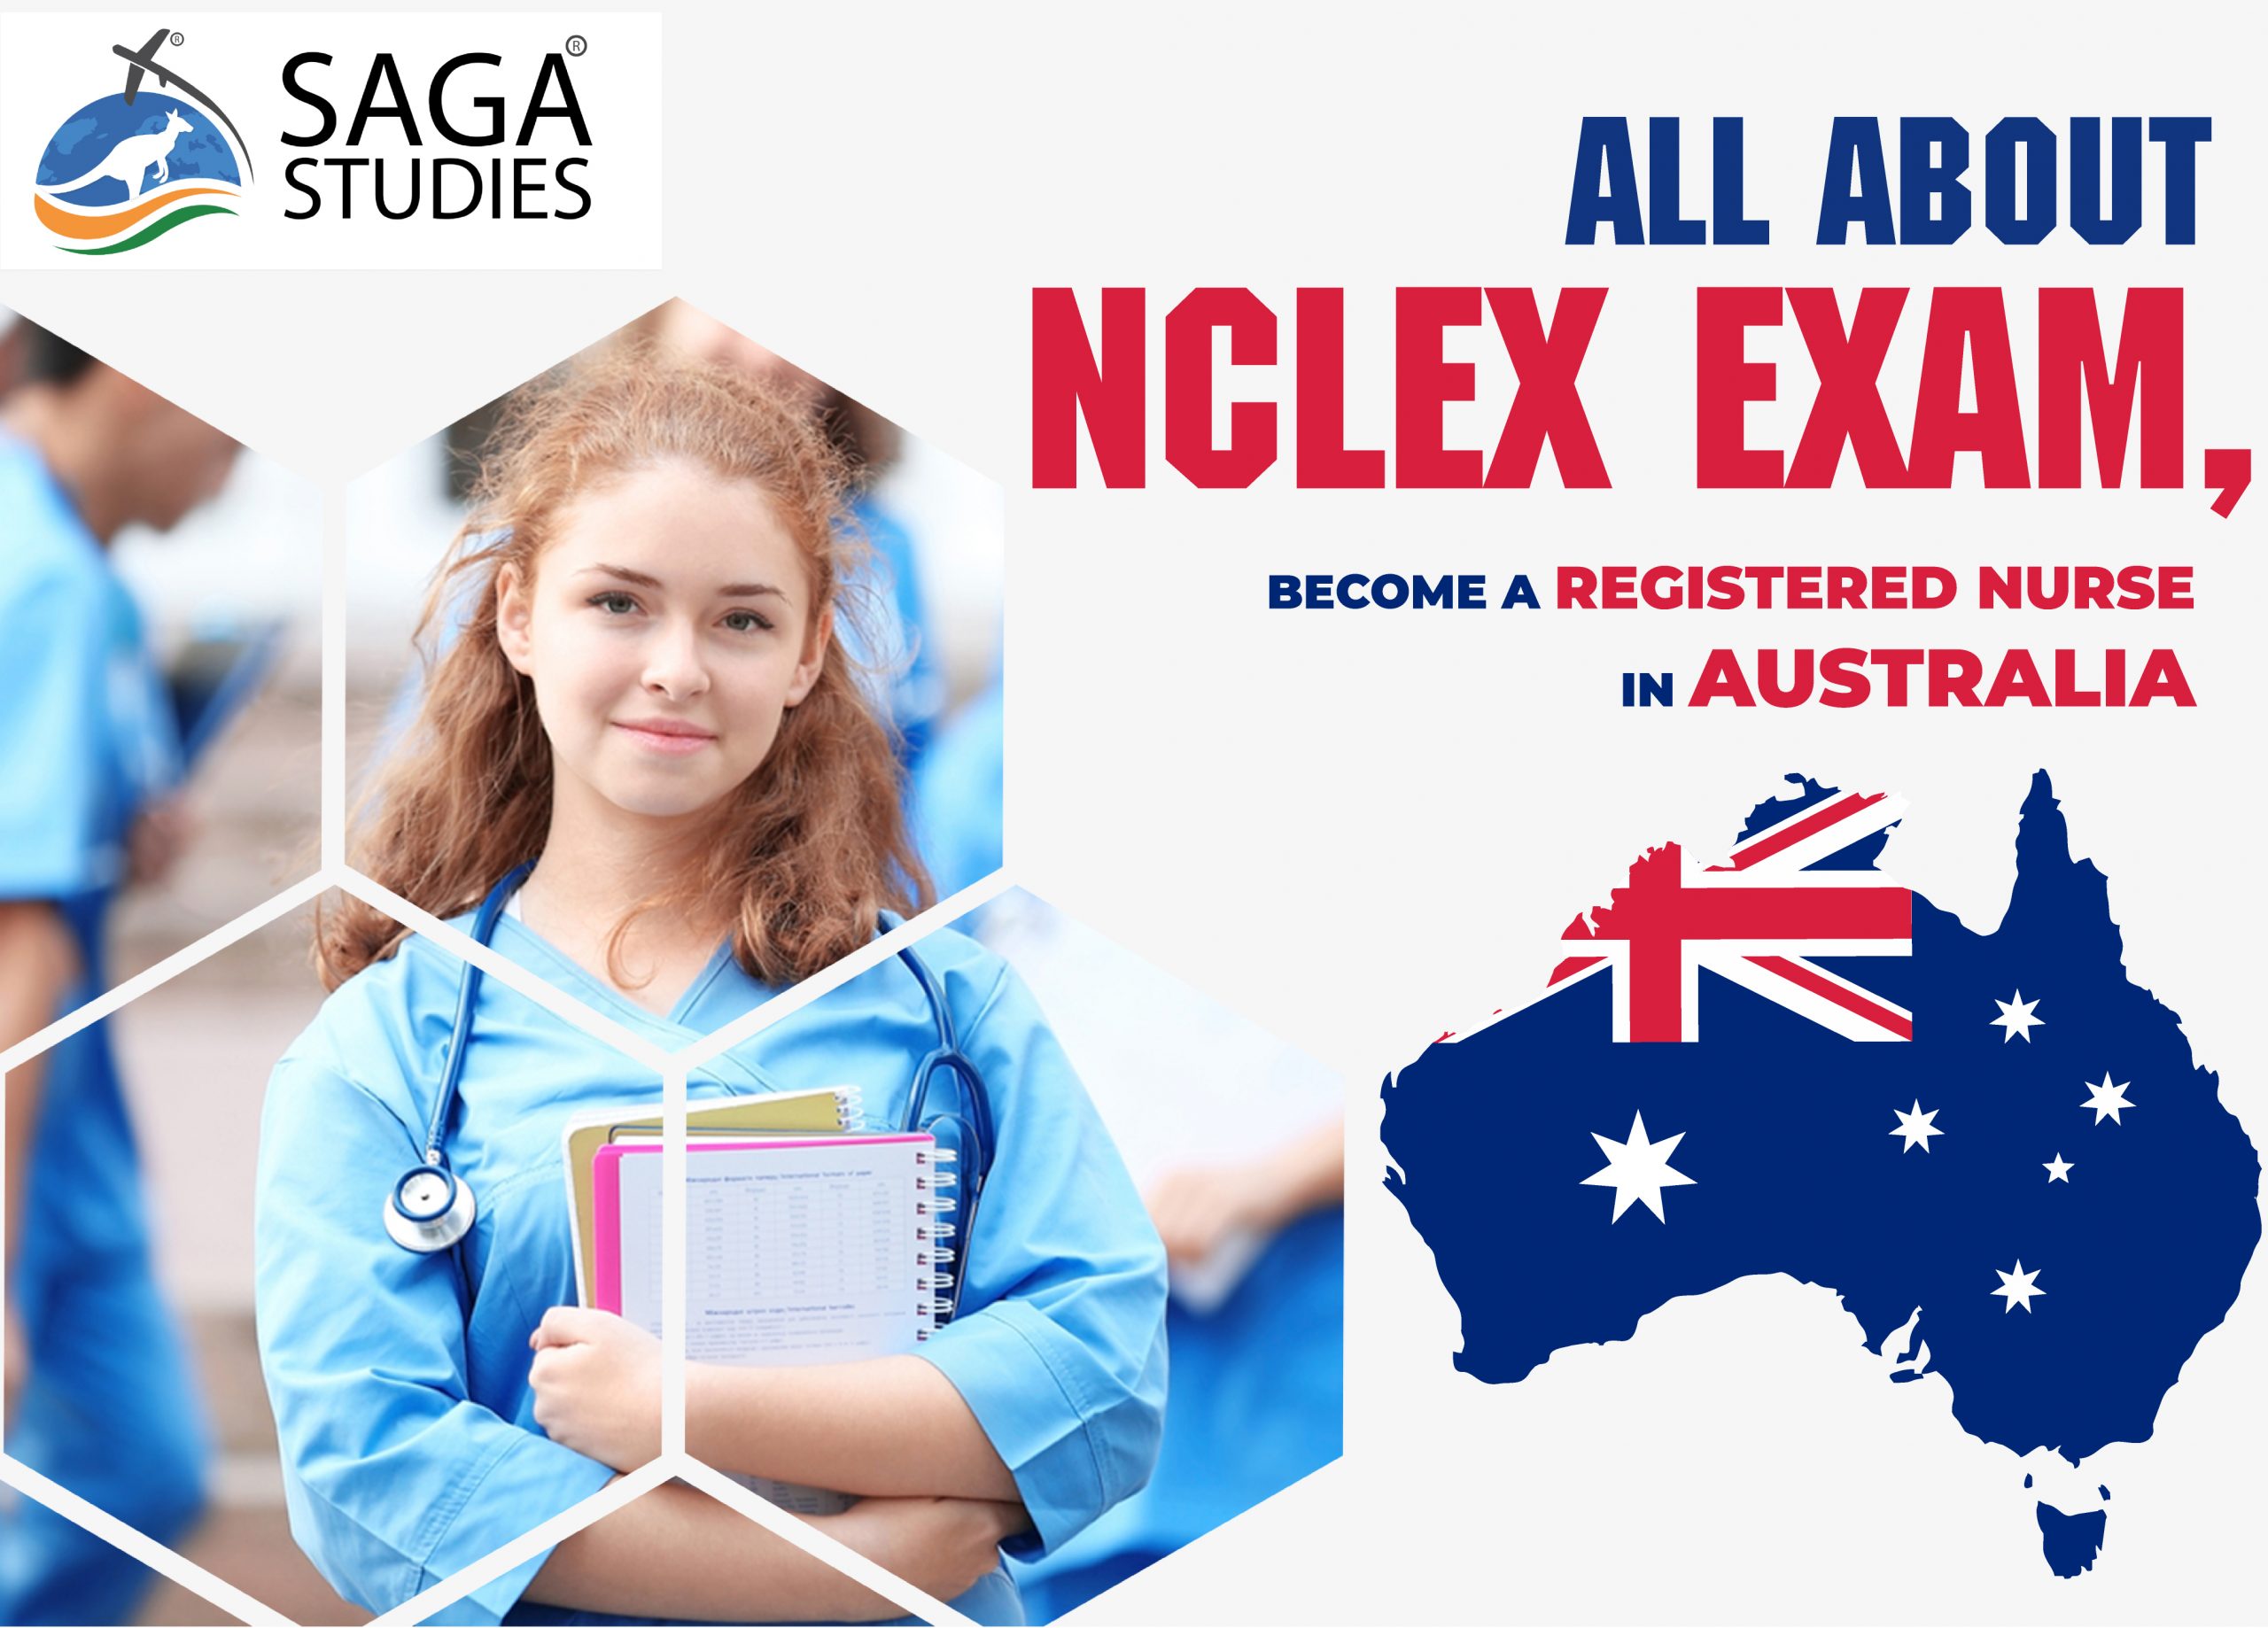 SAGA®
STUDIES
®
ALL ABOUT
NCLEX EXAM,
BECOME A REGISTERED NURSE
IN AUSTRALIA